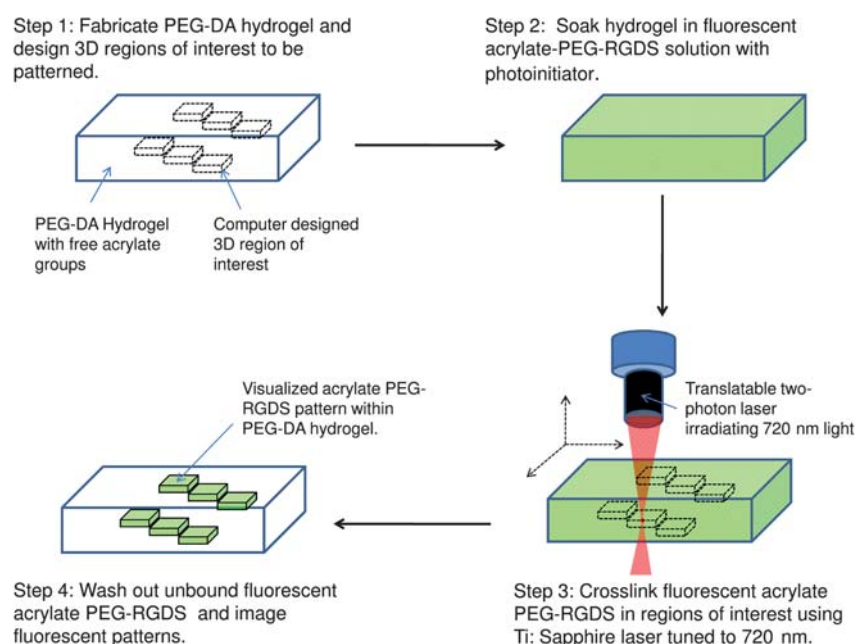 Step 1: Fabricate PEG-DA hydrogel and
design 3D regions of interest to be
patterned.
Step 2: Soak hydrogel in fluorescent
acrylate-PEG-RGDS solution with
photoinitiator.
PEG-DA Hydrogel
with free acrylate
groups
Computer designed
3D region of
interest
Visualized acrylate PEG-
RGDS pattern within
PEG-DA hydrogel.
Translatable two-
photon laser
irradiating 720 nm light
Step 4: Wash out unbound fluorescent
acrylate PEG-RGDS and image
fluorescent patterns.
Step 3: Crosslink fluorescent acrylate
PEG-RGDS in regions of interest using
Ti: Sapphire laser tuned to 720 nm.